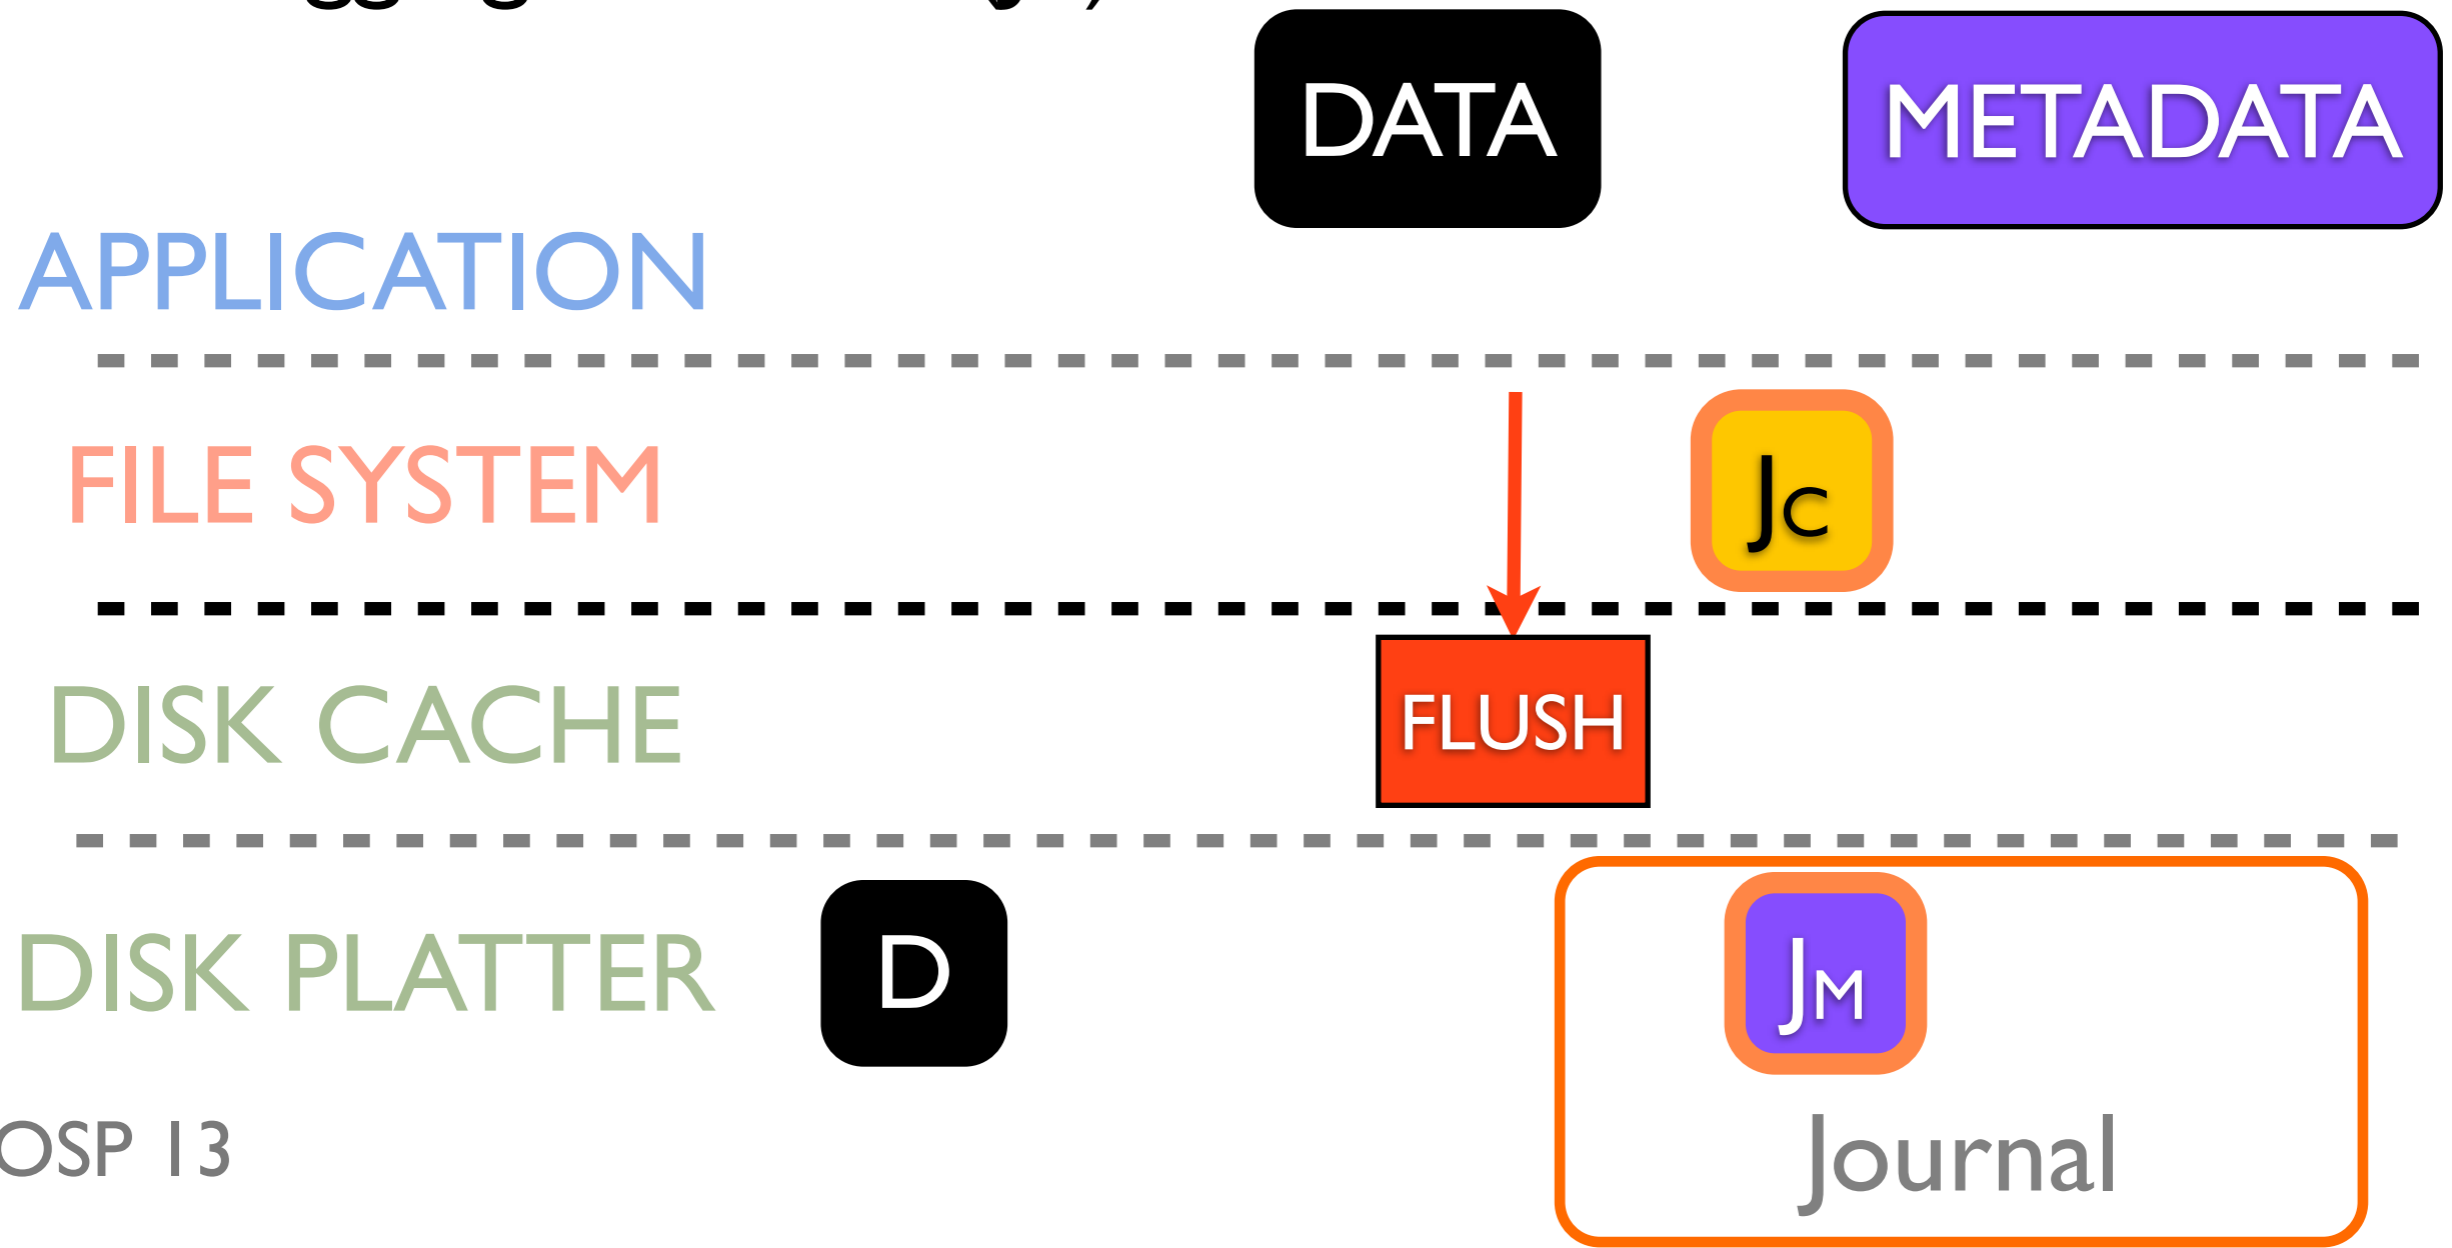 DATA
METADATA
APPLICATION
FILE SYSTEM
Jc
DISK CACHE
FLUSH
DISK PLATTER
D
JM
OSP 13
Journal